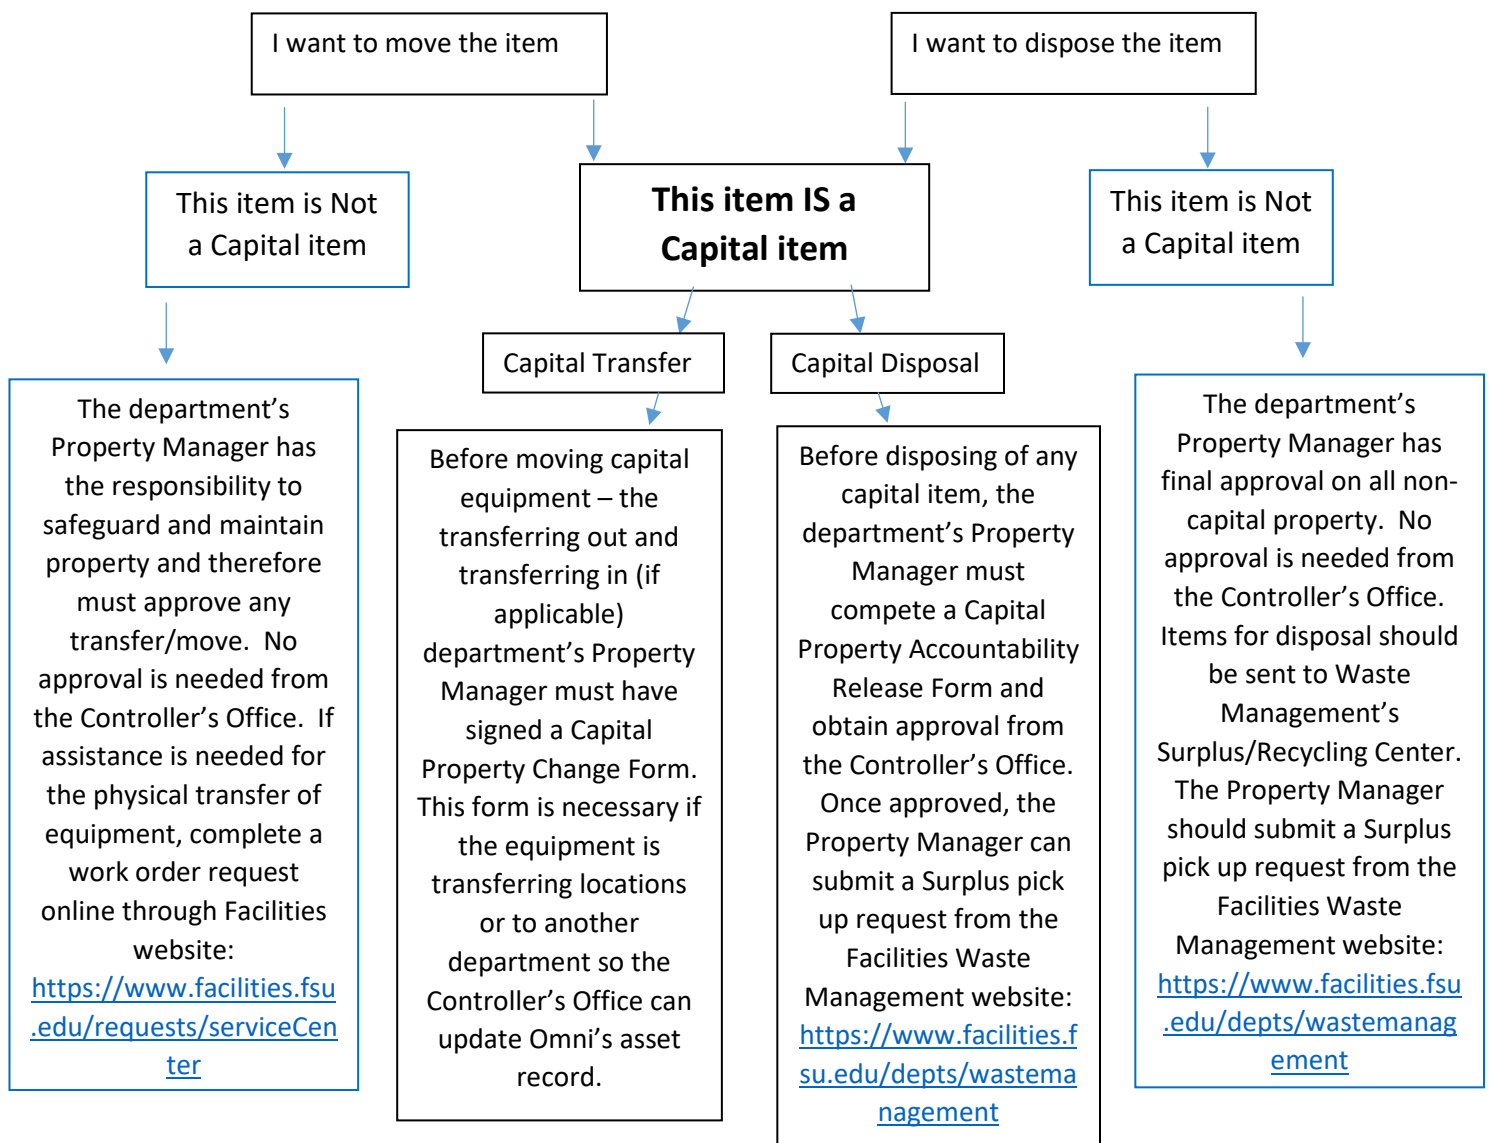 I want to move the item
I want to dispose the item
This item is Not
a Capital item
This item IS a
Capital item
This item is Not
a Capital item
Capital Transfer
Capital Disposal
The department’s
Property Manager has
the responsibility to
safeguard and maintain
property and therefore
must approve any
transfer/move.  No
approval is needed from
the Controller’s Office.  If
assistance is needed for
the physical transfer of
equipment, complete a
work order request
online through Facilities
website:
https://www.facilities.fsu
.edu/requests/serviceCen
ter
Before moving capital
equipment – the
transferring out and
transferring in (if
applicable)
department’s Property
Manager must have
signed a Capital
Property Change Form.
This form is necessary if
the equipment is
transferring locations
or to another
department so the
Controller’s Office can
update Omni’s asset
record.
Before disposing of any
capital item, the
department’s Property
Manager must
compete a Capital
Property Accountability
Release Form and
obtain approval from
the Controller’s Office.
Once approved, the
Property Manager can
submit a Surplus pick
up request from the
Facilities Waste
Management website:
https://www.facilities.f
su.edu/depts/wastema
nagement
The department’s
Property Manager has
final approval on all non-
capital property.  No
approval is needed from
the Controller’s Office.
Items for disposal should
be sent to Waste
Management’s
Surplus/Recycling Center.
The Property Manager
should submit a Surplus
pick up request from the
Facilities Waste
Management website:
https://www.facilities.fsu
.edu/depts/wastemanag
ement